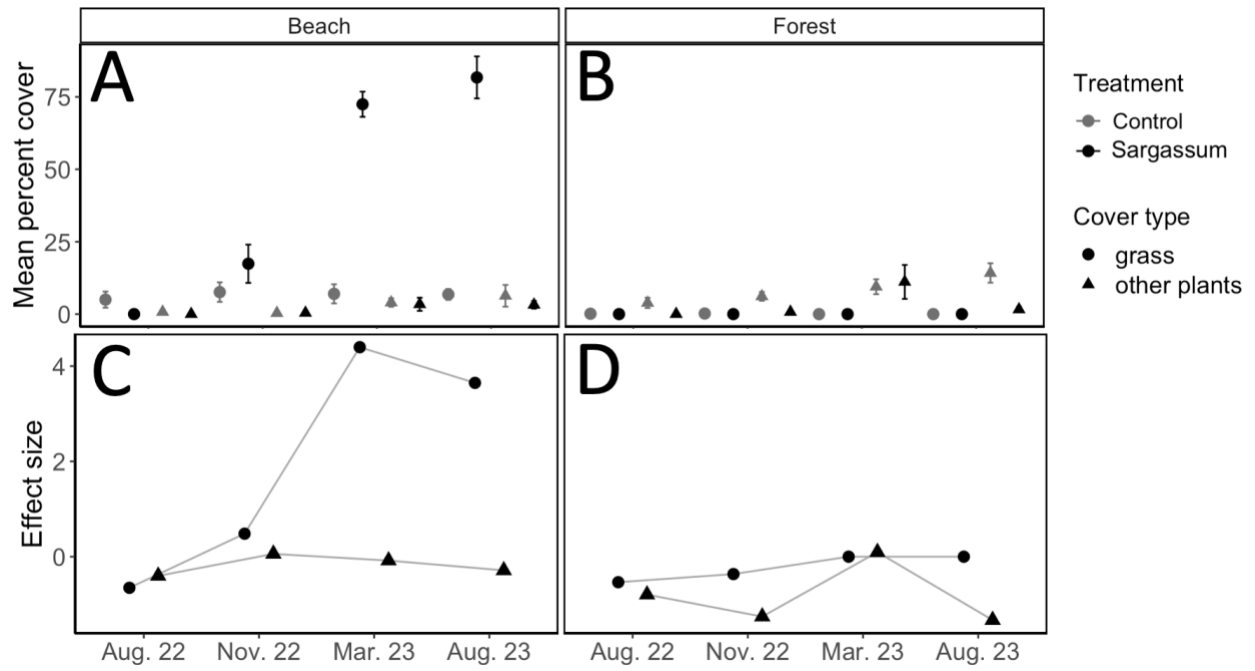 Beach
Forest
A
B
Mean percent cover
75
50
25
0
Treatment
Control
Sargassum
Cover type
grass
other plants
C
D
Effect size
4
2
0
Aug. 22 Nov. 22 Mar. 23 Aug. 23
Aug. 22 Nov. 22 Mar. 23 Aug. 23